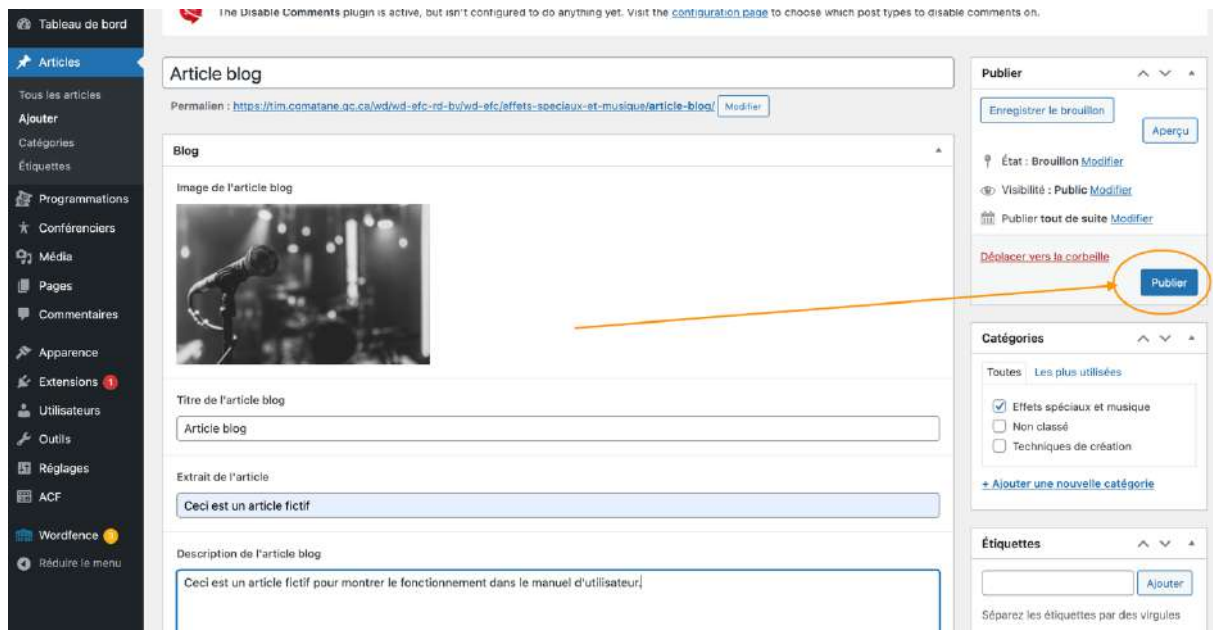 The Disable Comments plugin is active, but isn't configured to do anything yet. Visit the configuration page to choose which post types to disable comments on.
Tableau de bord
Articles
Tous les articles
Ajouter
Catégories
Étiquettes
Programmations
Conférenciers
Média
Pages
Commentaires
Apparence
Extensions 1
Utilisateurs
Outils
Réglages
ACF
Wordfence
Réduire le menu
Article blog
Permalien : https://tim.cgmatane.qc.ca/wd/wd-efc-rd-bv/wd-efc/effets-speciaux-et-musique/article-blog/ Modifier
Blog
Image de l'article blog
Titre de l'article blog
Article blog
Extrait de l'article
Ceci est un article fictif
Description de l'article blog
Ceci est un article fictif pour montrer le fonctionnement dans le manuel d'utilisateur.
Publier
Enregistrer le brouillon
Aperçu
État : Brouillon Modifier
Visibilité : Public Modifier
Publier tout de suite Modifier
Déplacer vers la corbeille
Publier
Catégories
Toutes Les plus utilisées
Effets spéciaux et musique
Non classé
Techniques de création
+ Ajouter une nouvelle catégorie
Étiquettes
Ajouter
Séparez les étiquettes par des virgules